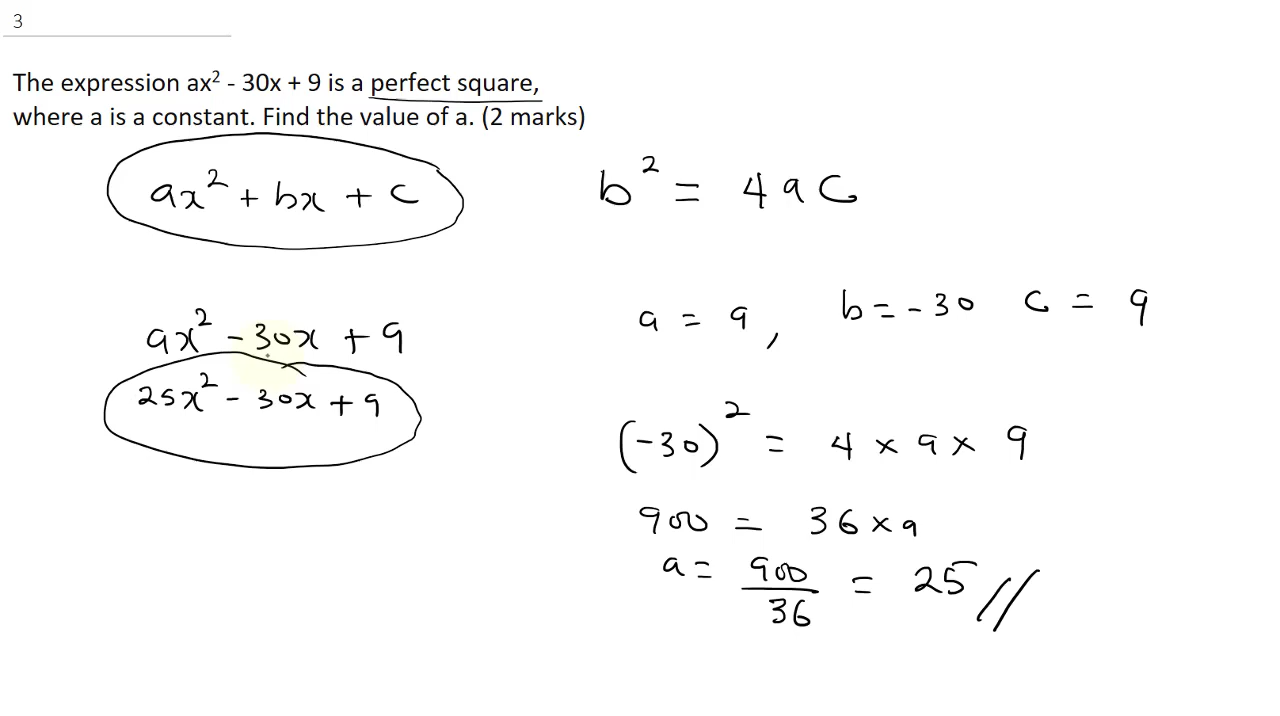 3
The expression ax² - 30x + 9 is a perfect square,
where a is a constant. Find the value of a. (2 marks)
ax² + bx + c
b² = 4ac
a = a, b = -30 c = 9
ax² - 30x + 9
25x² - 30x + 9
(-30)² = 4 × a × 9
900 = 36 × a
a = 900/36 = 25 //